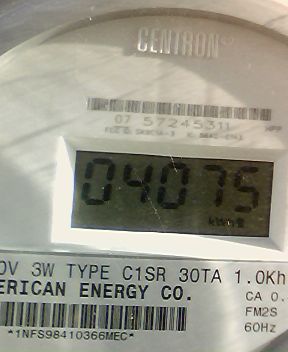 CENTRON
07 57245311
04075
0V 3W TYPE C1SR 30TA 1.0Kh
ERICAN ENERGY CO.
CA 0.
FM2S
60Hz
*1NFS98410366MEC*